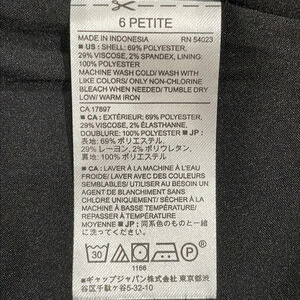 6 PETITE
MADE IN INDONESIA RN 54023
■ US : SHELL: 69% POLYESTER,
29% VISCOSE, 2% SPANDEX, LINING:
100% POLYESTER
MACHINE WASH COLD/ WASH WITH
LIKE COLORS/ ONLY NON-CHLORINE
BLEACH WHEN NEEDED/ TUMBLE DRY
LOW/ WARM IRON
CA 17897
■ CA : EXTÉRIEUR: 69% POLYESTER,
29% VISCOSE, 2% ÉLASTHANNE,
DOUBLURE: 100% POLYESTER ■ JP :
表地: 69% ポリエステル,
29% レーヨン, 2% ポリウレタン,
裏地: 100% ポリエステル
■ CA : LAVER À LA MACHINE À L'EAU
FROIDE/ LAVER AVEC DES COULEURS
SEMBLABLES/ UTILISER AU BESOIN UN
AGENT DE BLANCHIMENT SANS
CHLORE UNIQUEMENT/ SÉCHER À LA
MACHINE À BASSE TEMPÉRATURE/
REPASSER À TEMPÉRATURE
MOYENNE ■ JP : 同系色のものと一緒
に洗ってください.
30 P
1166
■ ギャップジャパン株式会社 東京都渋
谷区千駄ヶ谷5-32-10